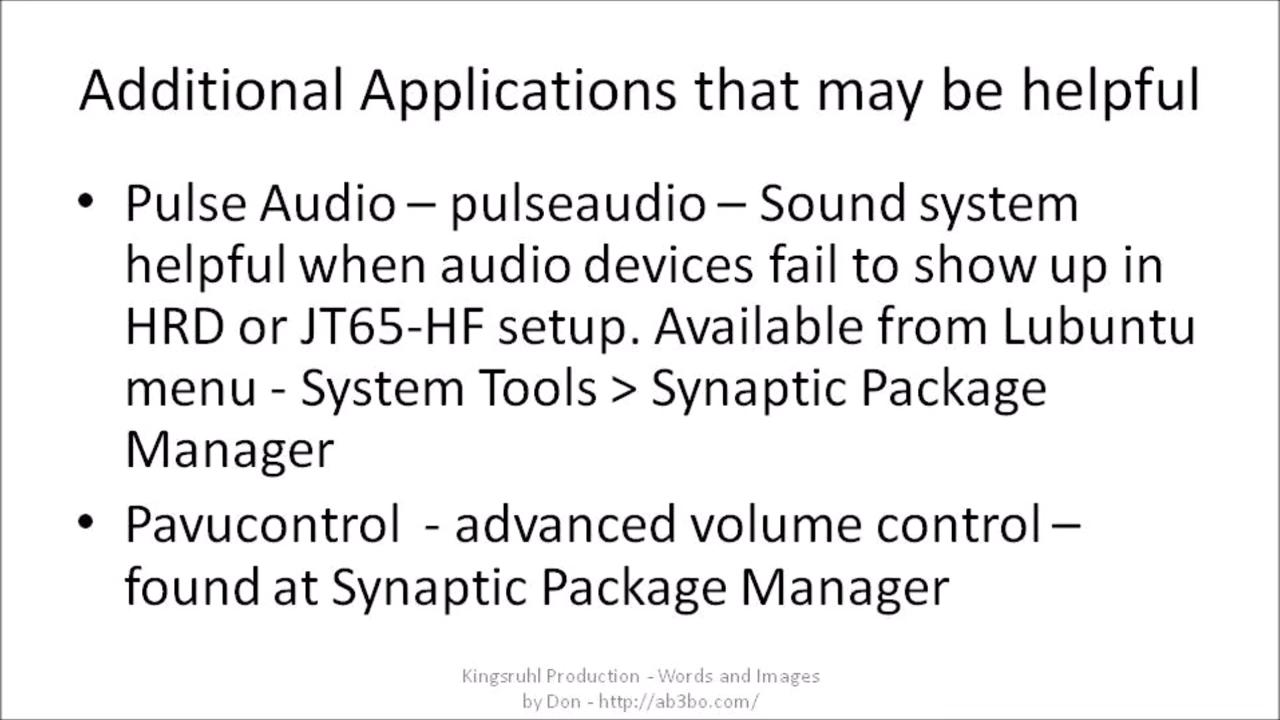 Additional Applications that may be helpful
• Pulse Audio – pulseaudio – Sound system
helpful when audio devices fail to show up in
HRD or JT65-HF setup. Available from Lubuntu
menu - System Tools > Synaptic Package
Manager
• Pavucontrol - advanced volume control –
found at Synaptic Package Manager
Kingsruhl Production - Words and Images
by Don - http://ab3bo.com/